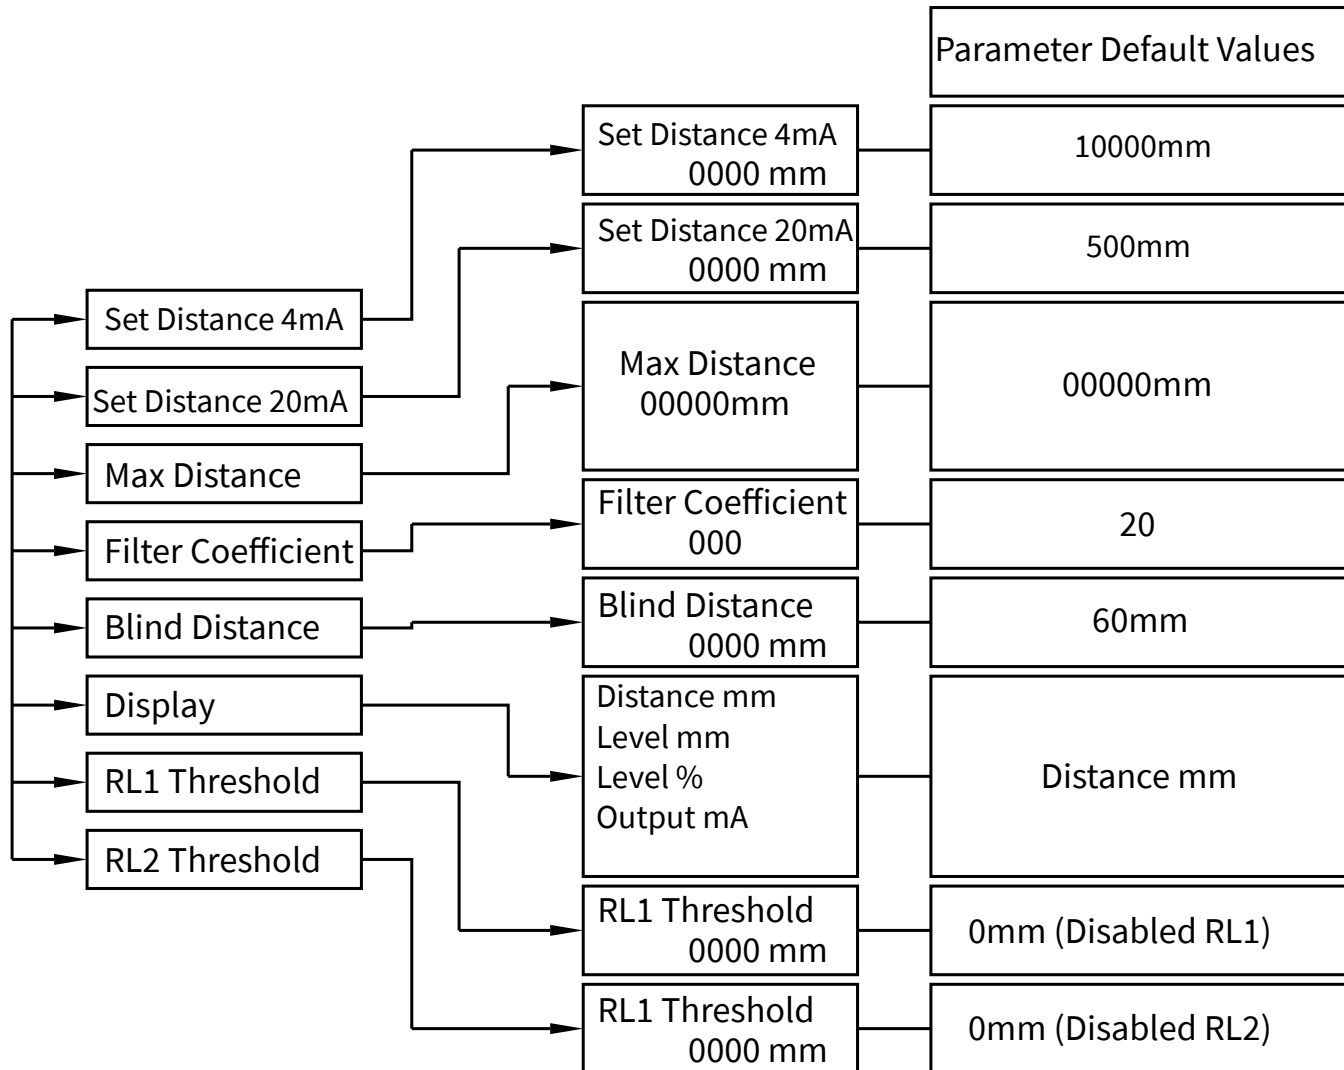 Parameter Default Values
Set Distance 4mA
0000 mm
10000mm
Set Distance 20mA
0000 mm
500mm
Set Distance 4mA
Set Distance 20mA
Max Distance
Filter Coefficient
Blind Distance
Display
RL1 Threshold
RL2 Threshold
Max Distance
00000mm
00000mm
Filter Coefficient
000
20
Blind Distance
0000 mm
60mm
Distance mm
Level mm
Level %
Output mA
Distance mm
RL1 Threshold
0000 mm
0mm (Disabled RL1)
RL1 Threshold
0000 mm
0mm (Disabled RL2)